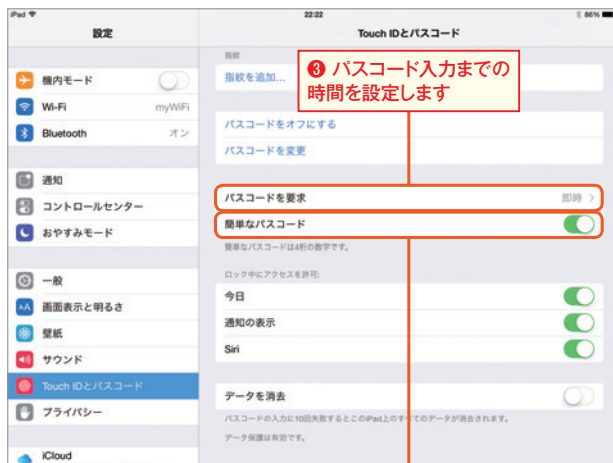 iPad
22:22
86%
設定
Touch IDとパスコード
指紋
指紋を追加...
❸ パスコード入力までの
時間を設定します
機内モード
Wi-Fi
myWiFi
Bluetooth
オン
パスコードをオフにする
パスコードを変更
通知
コントロールセンター
おやすみモード
パスコードを要求
即時
簡単なパスコード
簡単なパスコードは4桁の数字です。
ロック中にアクセスを許可:
一般
画面表示と明るさ
壁紙
サウンド
Touch IDとパスコード
プライバシー
iCloud
今日
通知の表示
Siri
データを消去
パスコードの入力に10回失敗するとこのiPad上のすべてのデータが消去されます。
データ保護は有効です。